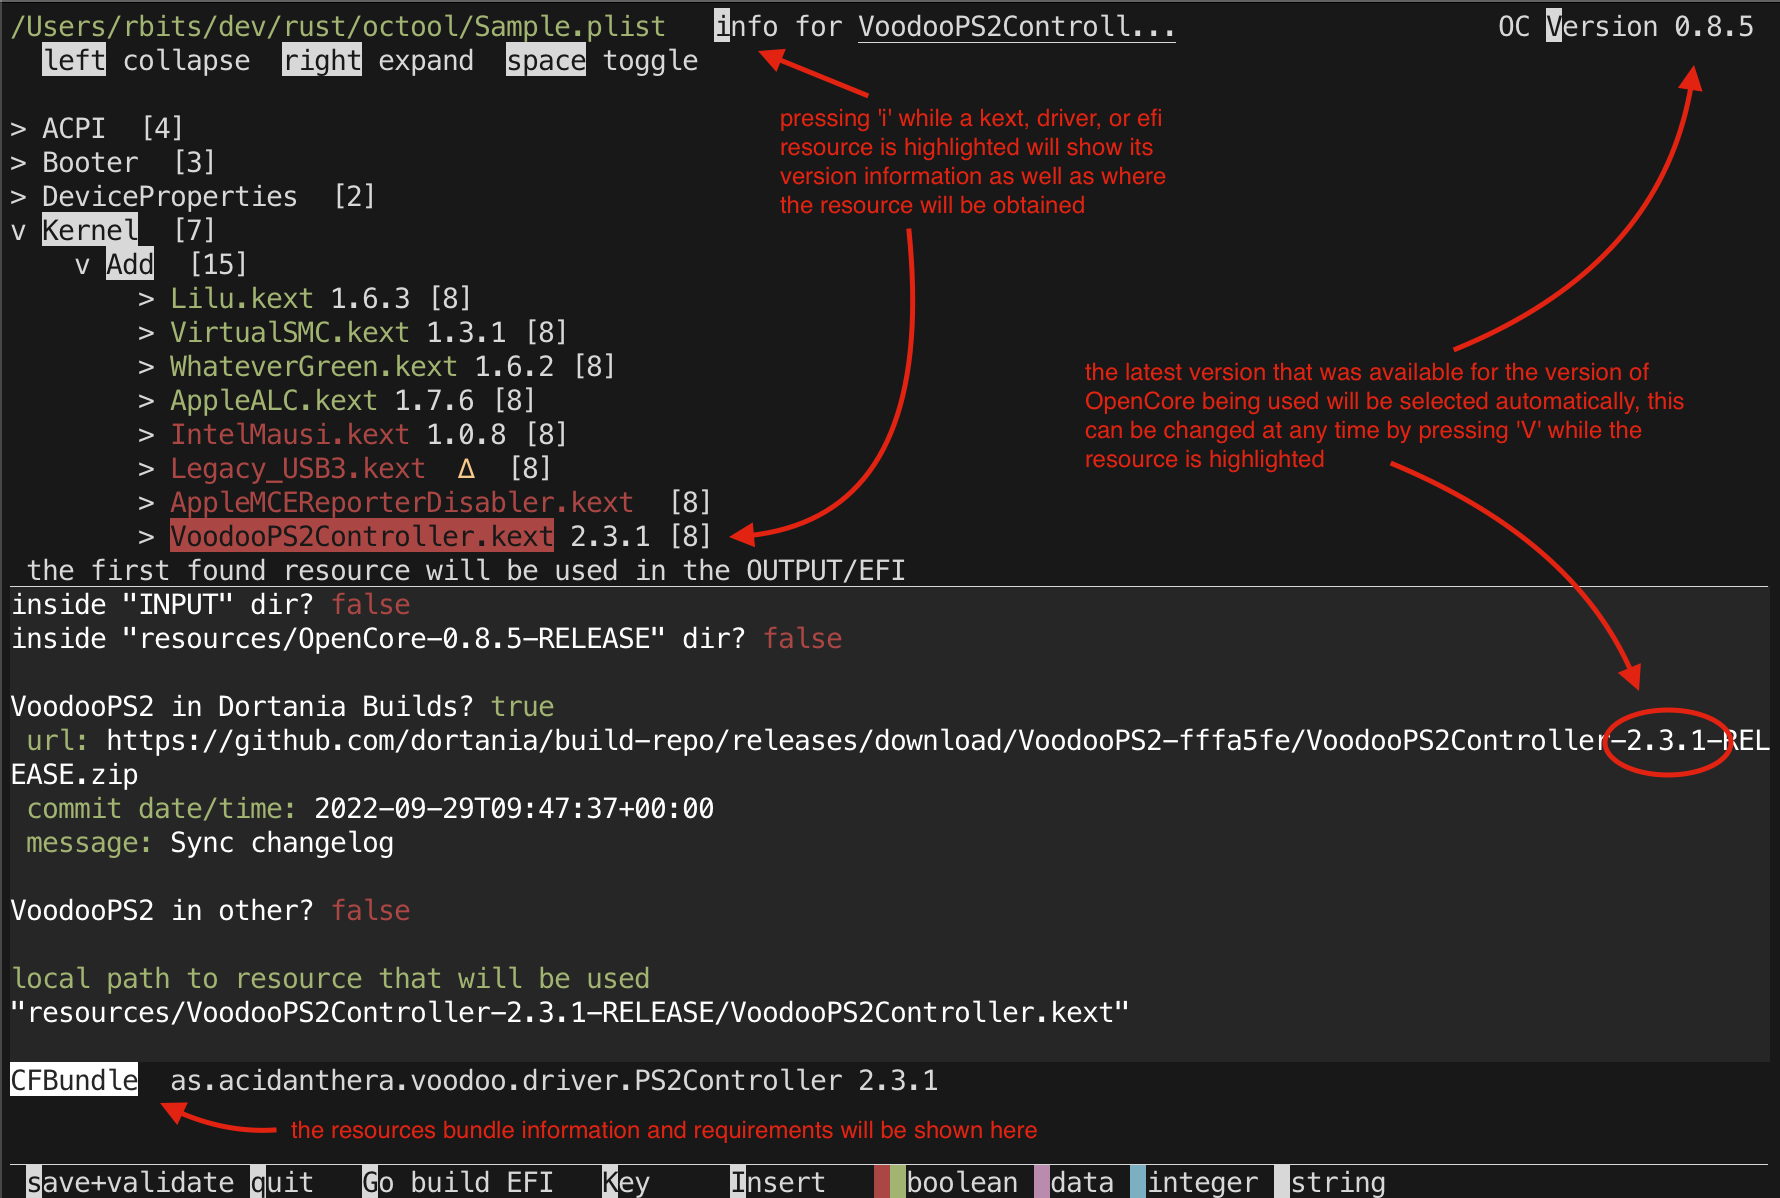 /Users/rbits/dev/rust/octool/Sample.plist   info for VoodooPS2Controll...   OC Version 0.8.5
left collapse  right expand  space toggle
pressing 'i' while a kext, driver, or efi
resource is highlighted will show its
version information as well as where
the resource will be obtained
> ACPI  [4]
> Booter  [3]
> DeviceProperties  [2]
v Kernel  [7]
v Add  [15]
> Lilu.kext 1.6.3 [8]
> VirtualSMC.kext 1.3.1 [8]
> WhateverGreen.kext 1.6.2 [8]
> AppleALC.kext 1.7.6 [8]
> IntelMausi.kext 1.0.8 [8]
> Legacy_USB3.kext  Δ  [8]
> AppleMCEReporterDisabler.kext  [8]
> VoodooPS2Controller.kext 2.3.1 [8]
the latest version that was available for the version of
OpenCore being used will be selected automatically, this
can be changed at any time by pressing 'V' while the
resource is highlighted
the first found resource will be used in the OUTPUT/EFI
inside "INPUT" dir? false
inside "resources/OpenCore-0.8.5-RELEASE" dir? false
VoodooPS2 in Dortania Builds? true
url: https://github.com/dortania/build-repo/releases/download/VoodooPS2-fffa5fe/VoodooPS2Controller-2.3.1-REL
EASE.zip
commit date/time: 2022-09-29T09:47:37+00:00
message: Sync changelog
VoodooPS2 in other? false
local path to resource that will be used
"resources/VoodooPS2Controller-2.3.1-RELEASE/VoodooPS2Controller.kext"
CFBundle  as.acidanthera.voodoo.driver.PS2Controller 2.3.1
the resources bundle information and requirements will be shown here
save+validate quit   Go build EFI   Key     Insert   boolean data integer string